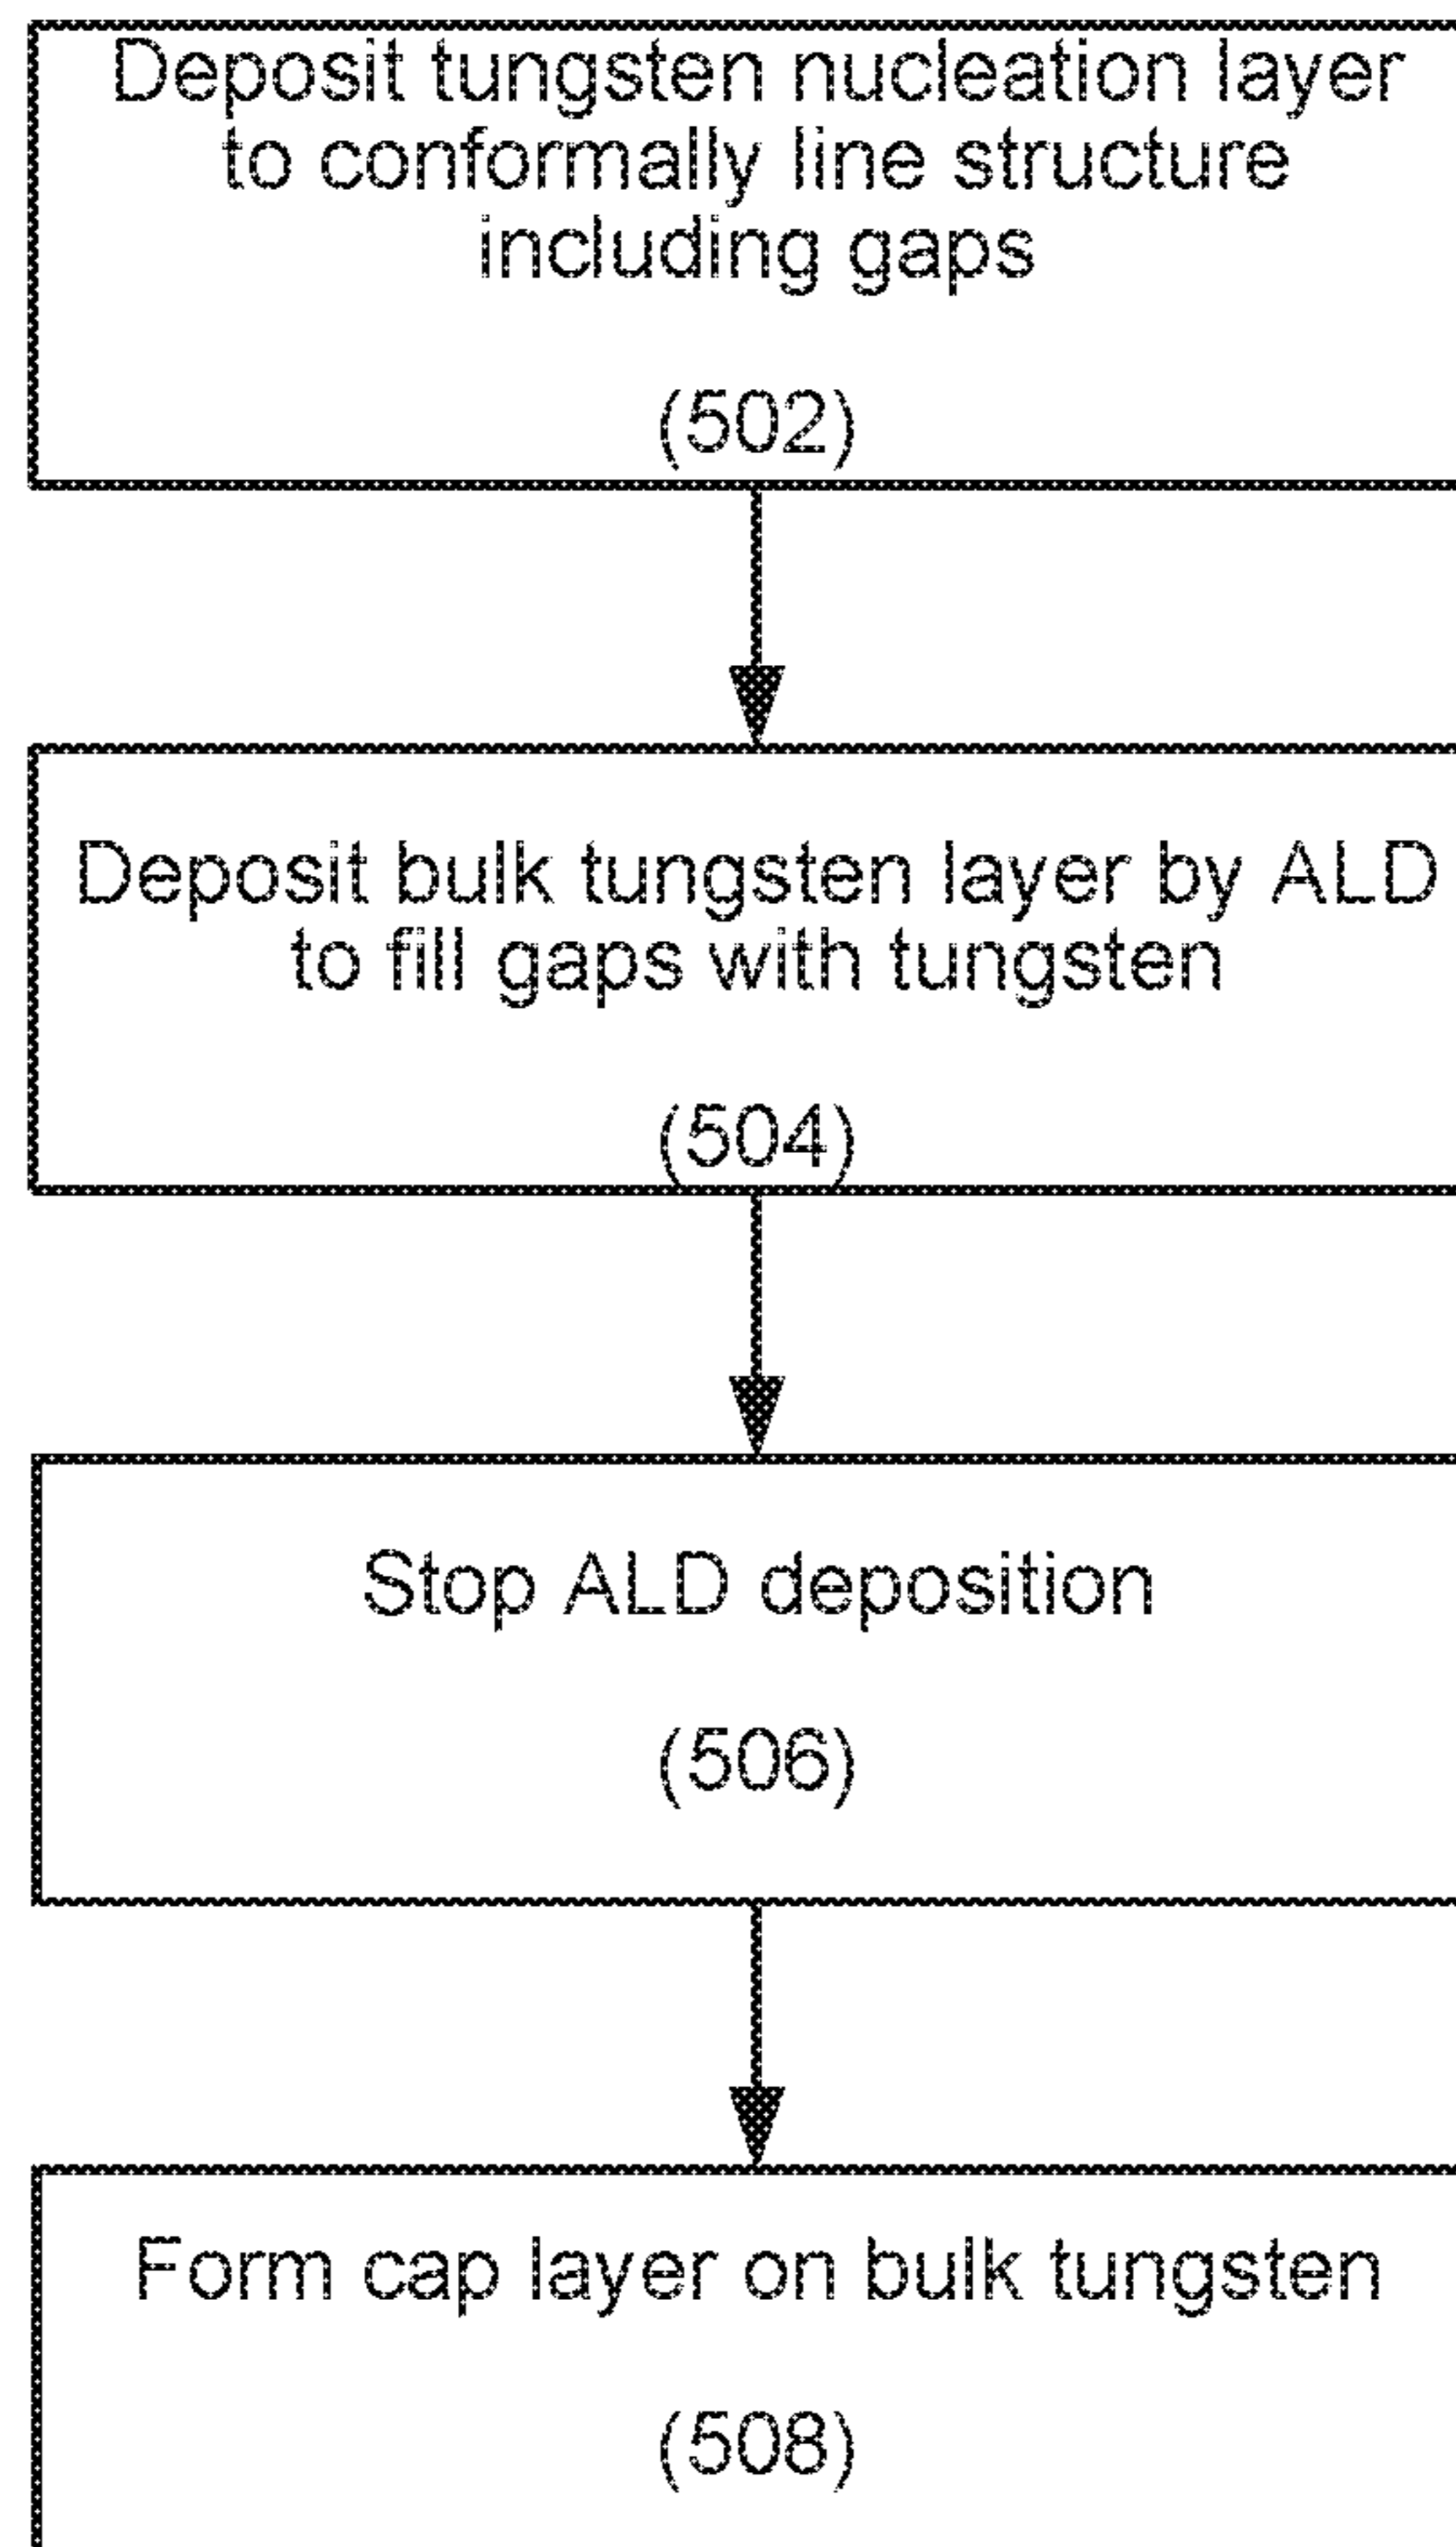 Deposit tungsten nucleation layer
to conformally line structure
including gaps
(502)
Deposit bulk tungsten layer by ALD
to fill gaps with tungsten
(504)
Stop ALD deposition
(506)
Form cap layer on bulk tungsten
(508)